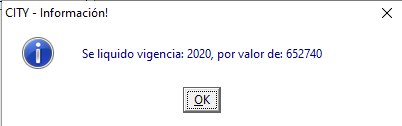 CITY - Información!
Se liquido vigencia: 2020, por valor de: 652740
OK